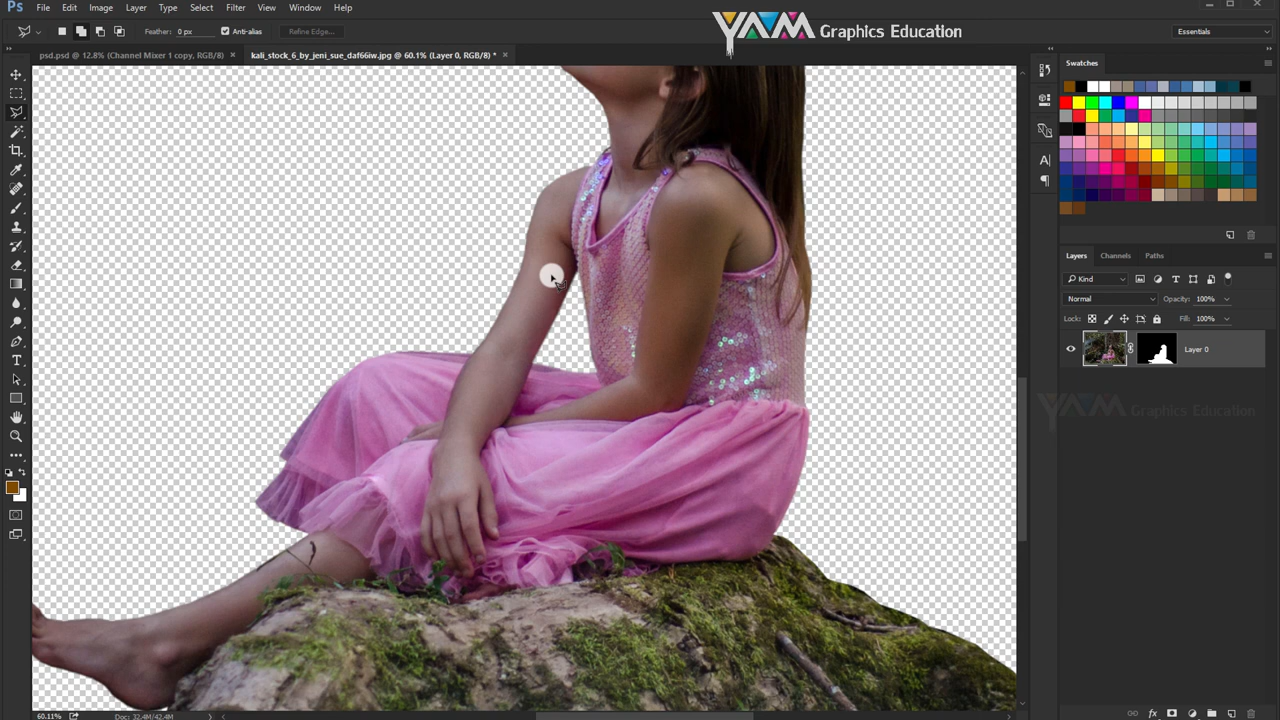 Ps File Edit Image Layer Type Select Filter View Window Help
YAM Graphics Education
Feather: 0 px Anti-alias Refine Edge... Essentials
psd.psd @ 12.8% (Channel Mixer 1 copy, RGB/8) × kali_stock_6_by_jeni_sue_daf66iw.jpg @ 60.1% (Layer 0, RGB/8) * ×
Swatches
Layers Channels Paths
Kind
Normal Opacity: 100%
Lock: Fill: 100%
Layer 0
YAM Graphics Education
60.11% Doc: 32.4M/42.4M